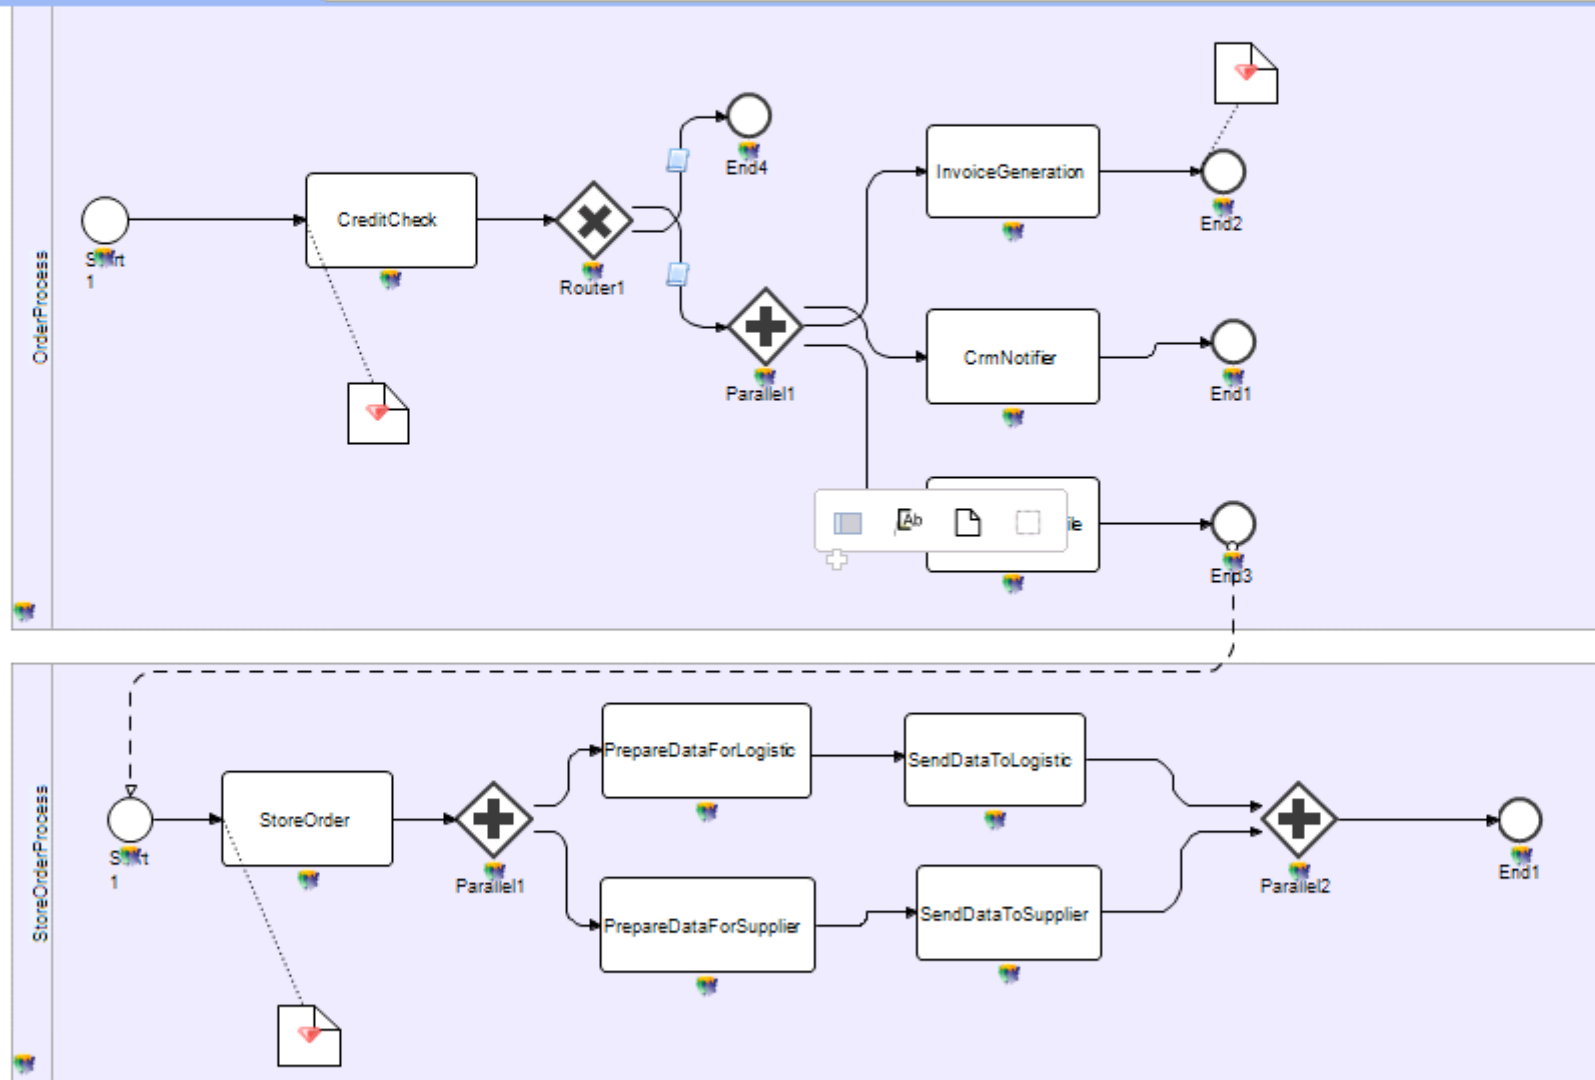 OrderProcess
Start
1
CreditCheck
Router1
End4
Parallel1
InvoiceGeneration
End2
CrmNotifier
End1
Ab
End3
StoreOrderProcess
Start
1
StoreOrder
Parallel1
PrepareDataForLogistic
SendDataToLogistic
PrepareDataForSupplier
SendDataToSupplier
Parallel2
End1